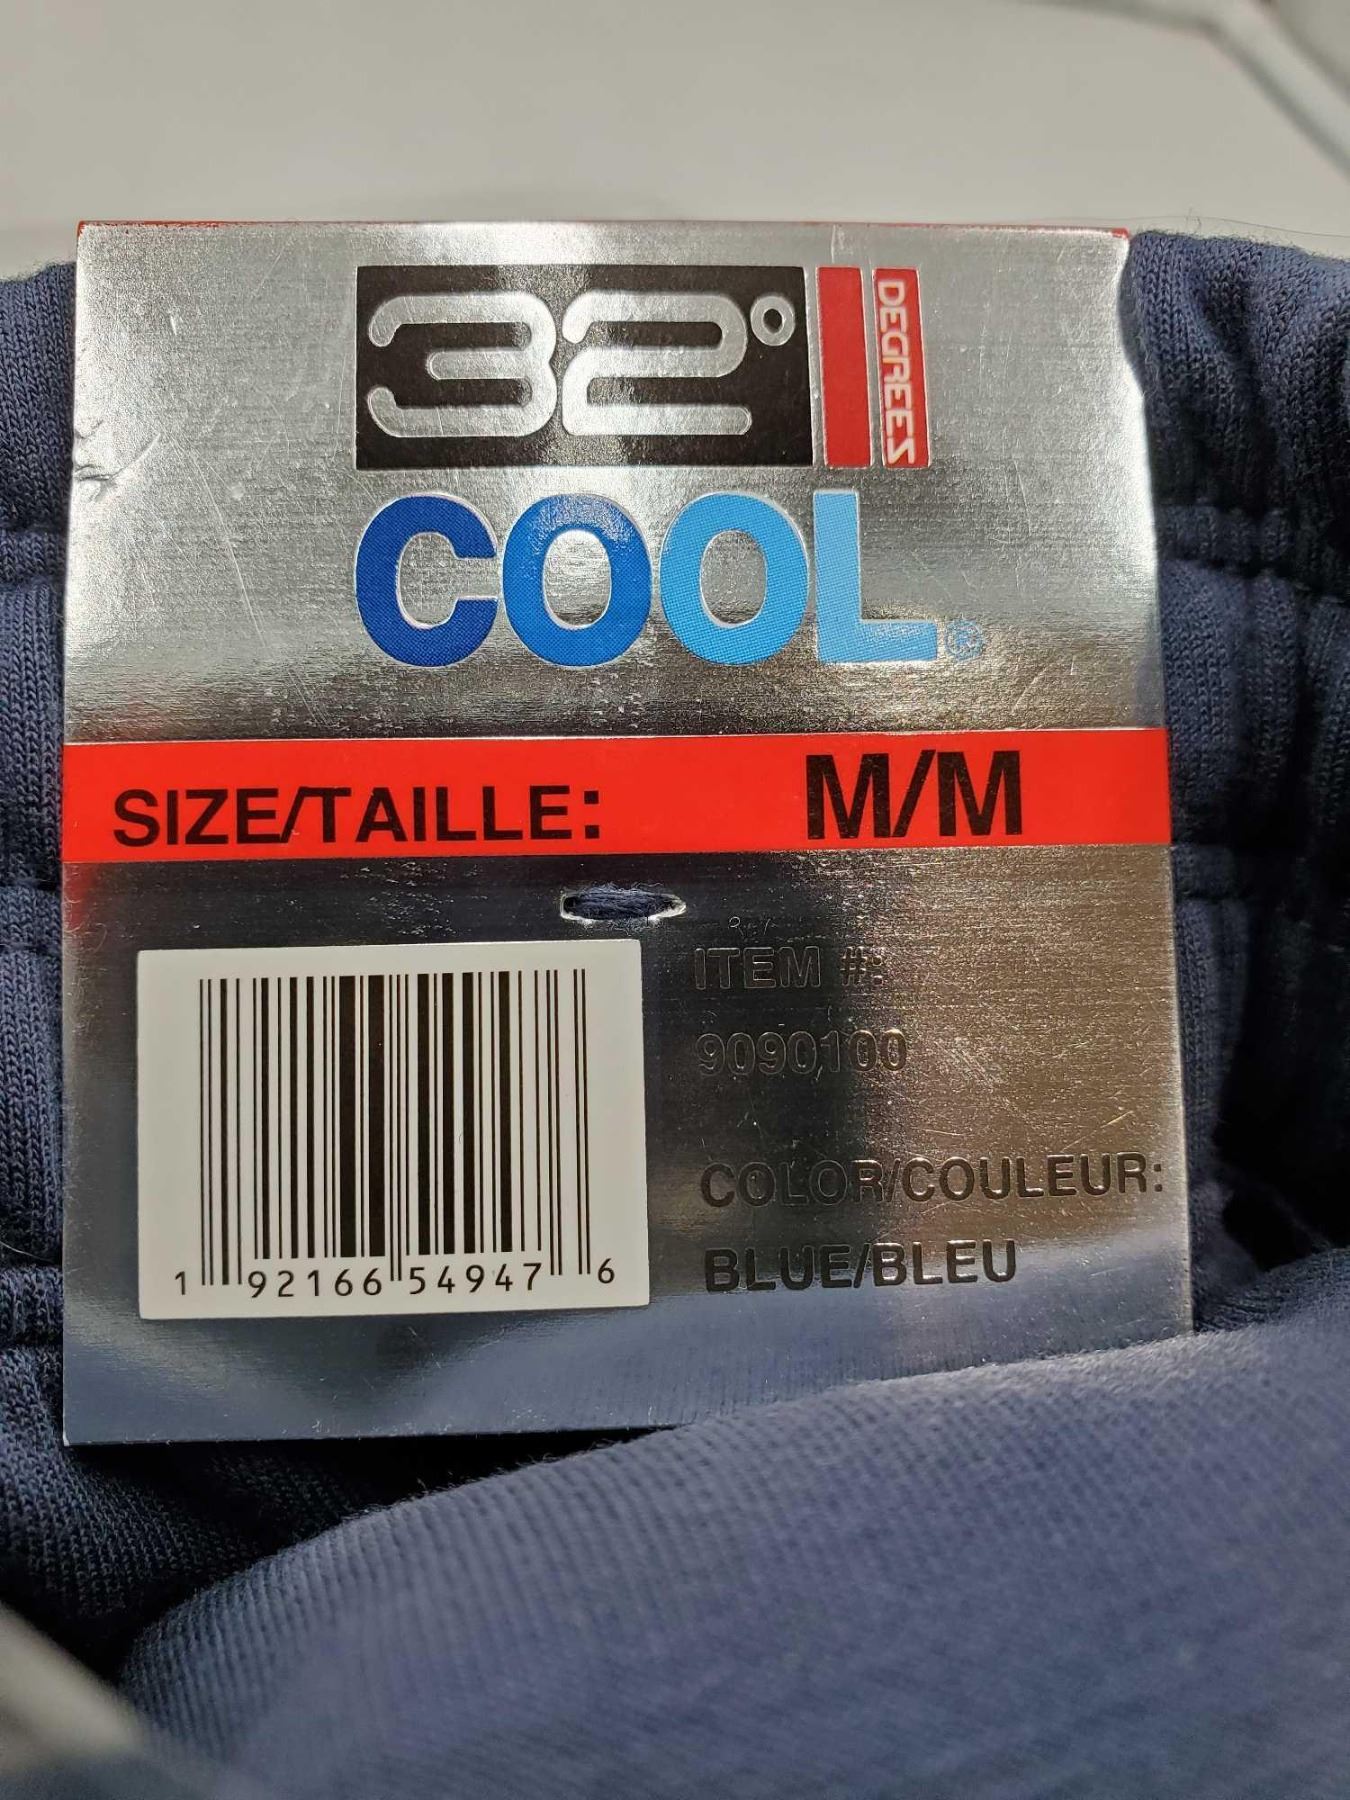 32° DEGREES
COOL®
SIZE/TAILLE: M/M
ITEM #:
9090100
COLOR/COULEUR:
BLUE/BLEU
1 92166 54947 6